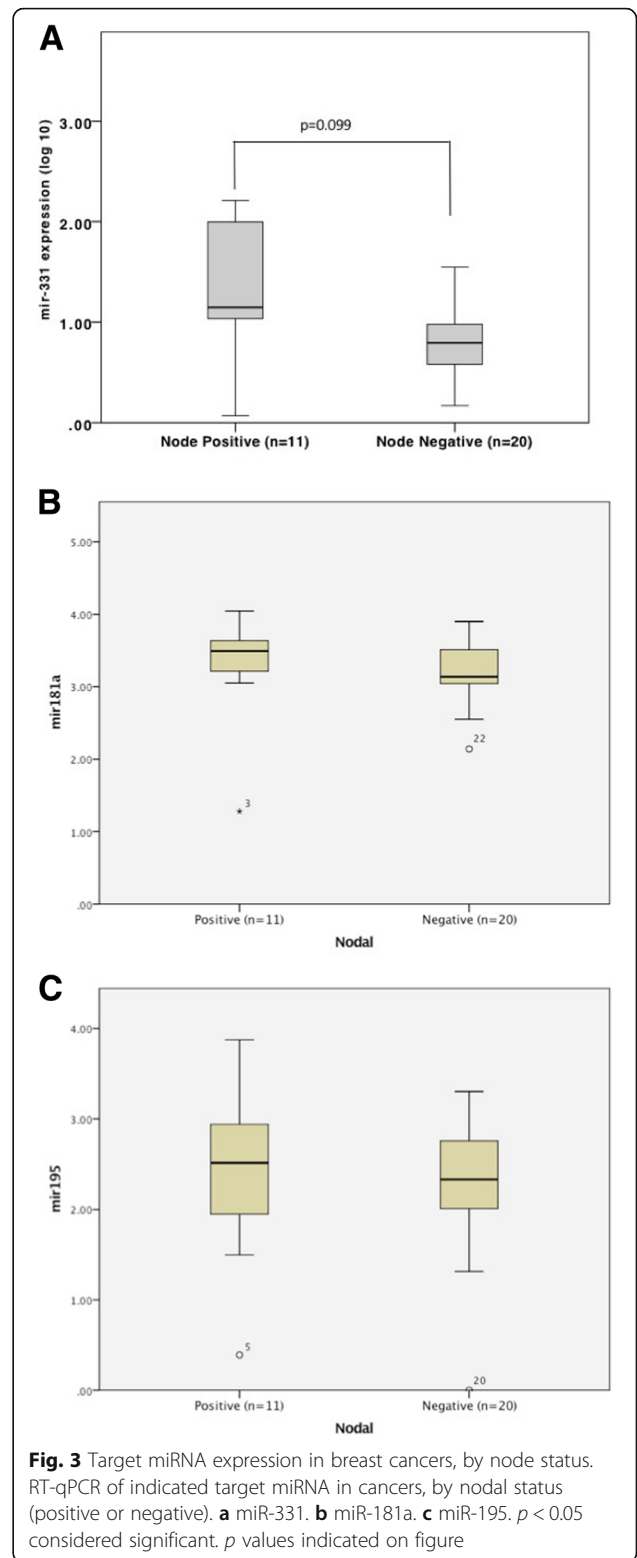 A
mir-331 expression (log 10)
3.00
2.00
1.00
.00
p=0.099
Node Positive (n=11)
Node Negative (n=20)
B
mir181a
5.00
4.00
3.00
2.00
1.00
.00
3
22
Positive (n=11)
Negative (n=20)
Nodal
C
mir195
4.00
3.00
2.00
1.00
.00
5
20
Positive (n=11)
Negative (n=20)
Nodal
Fig. 3 Target miRNA expression in breast cancers, by node status.
RT-qPCR of indicated target miRNA in cancers, by nodal status
(positive or negative). a miR-331. b miR-181a. c miR-195. p < 0.05
considered significant. p values indicated on figure